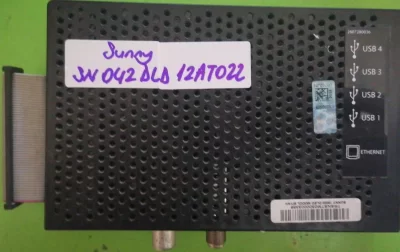 Sunny
SN 042 DLD 12AT022
USB 4
USB 3
USB 2
USB 1
ETHERNET